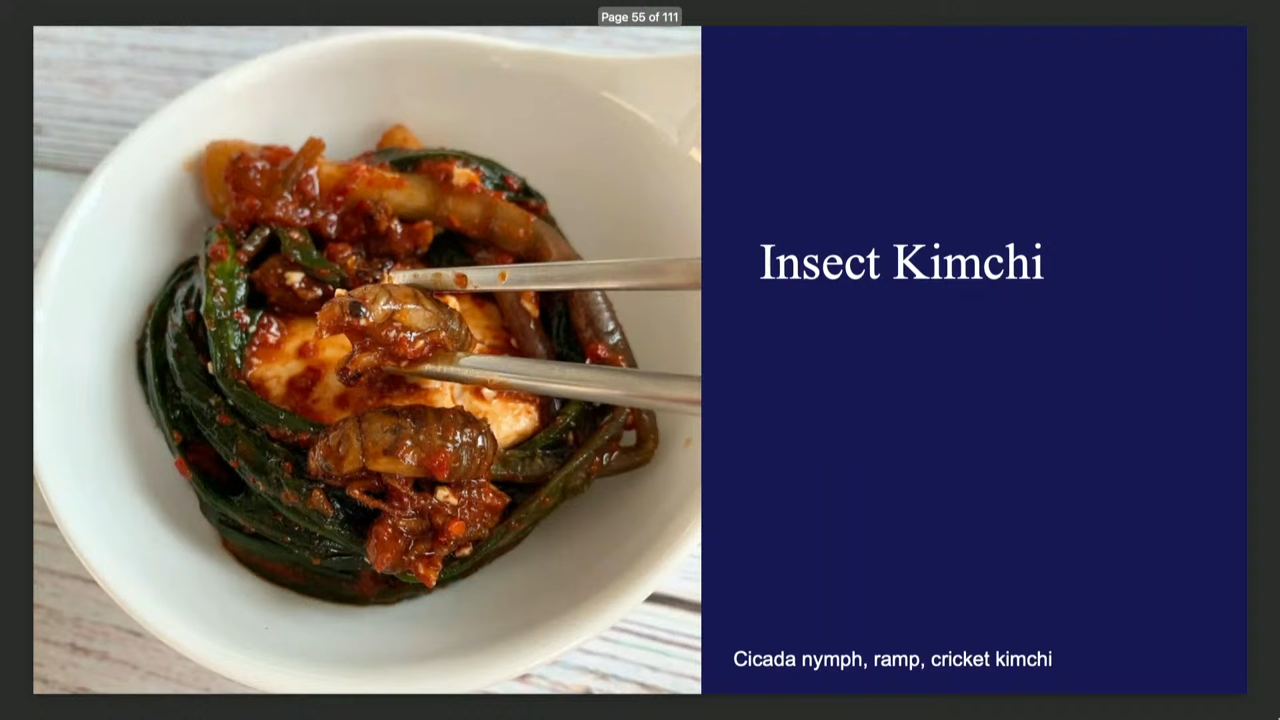 Page 55 of 111
Insect Kimchi
Cicada nymph, ramp, cricket kimchi